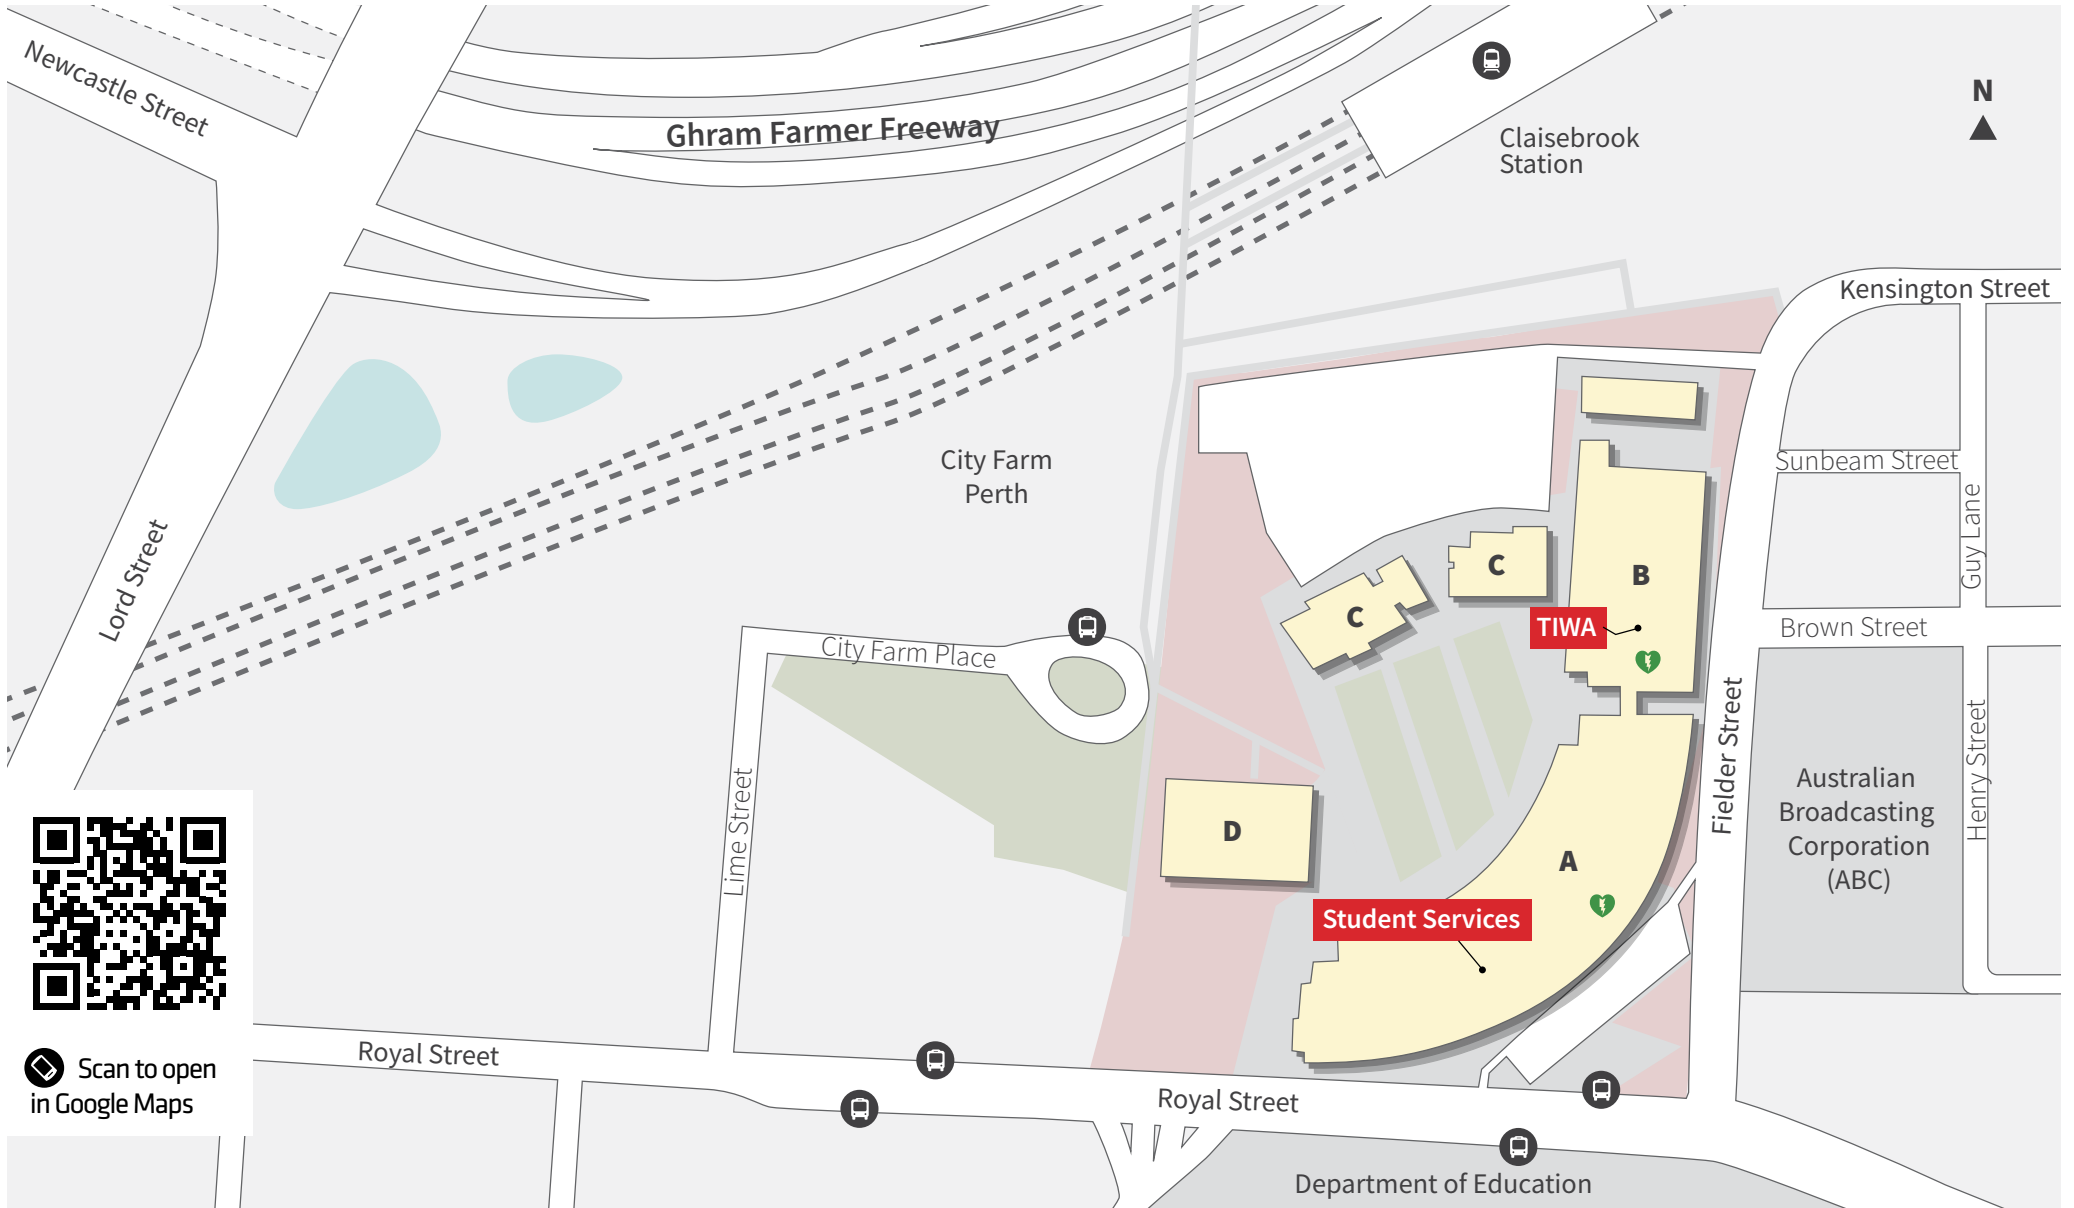 Newcastle Street
Ghram Farmer Freeway
Claisebrook
Station
N
Kensington Street
Sunbeam Street
Guy Lane
City Farm
Perth
Lord Street
C
C
B
TIWA
Brown Street
City Farm Place
Fielder Street
Henry Street
Lime Street
Australian
Broadcasting
Corporation
(ABC)
D
A
Student Services
Scan to open
in Google Maps
Royal Street
Royal Street
Department of Education